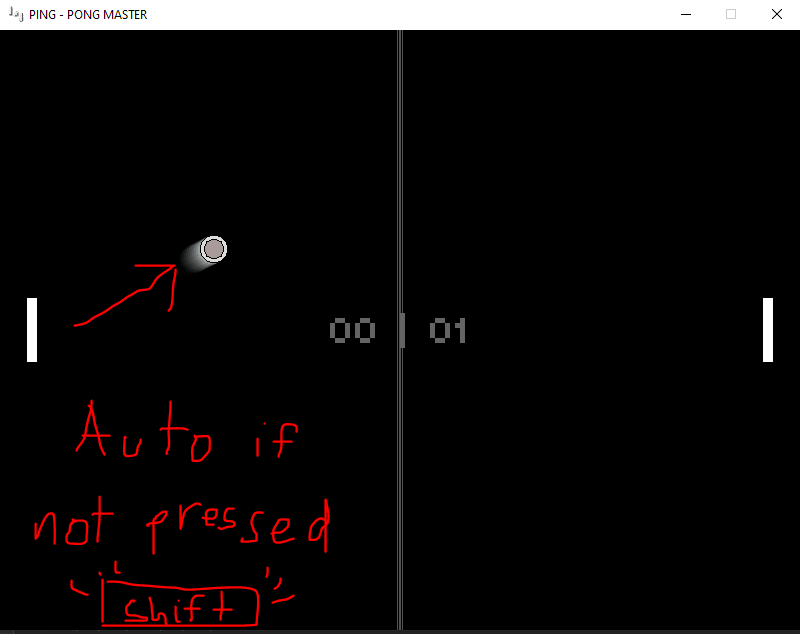 PING - PONG MASTER
00 | 01
Auto if
not pressed
"shift"